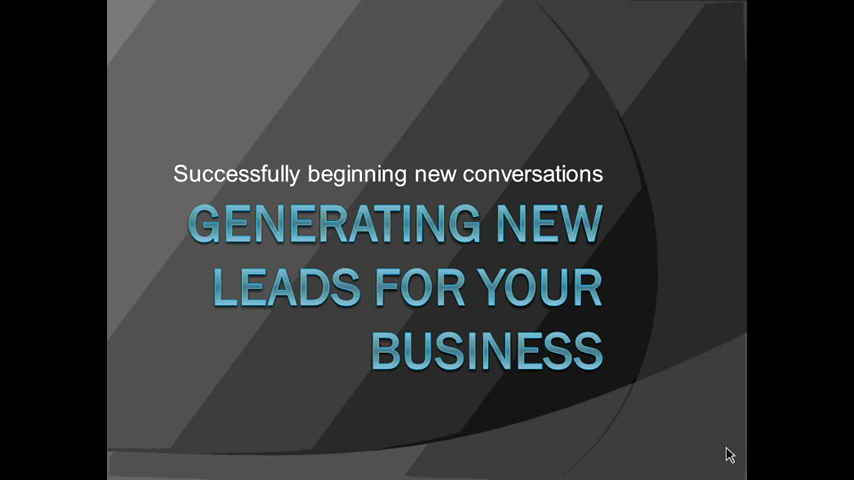 Successfully beginning new conversations
GENERATING NEW
LEADS FOR YOUR
BUSINESS